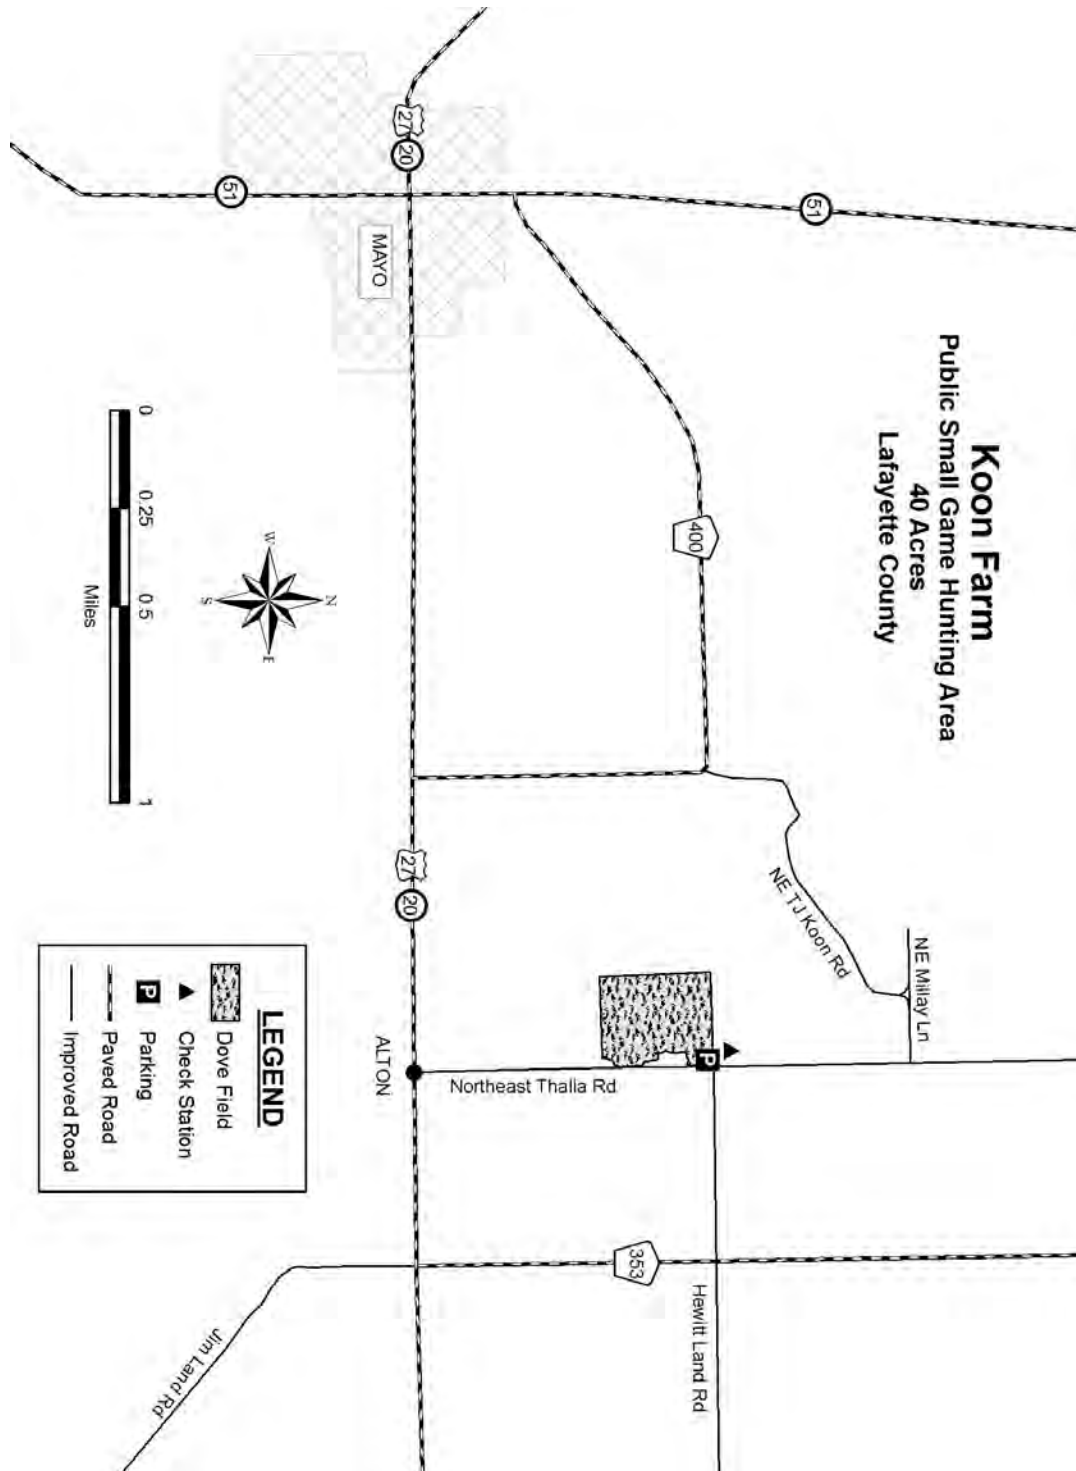 Koon Farm
Public Small Game Hunting Area
40 Acres
Lafayette County
51
51
27
20
MAYO
400
NE TJ Koon Rd
NE Millay Ln
27
20
ALTON
Northeast Thalia Rd
P
353
Hewitt Land Rd
Jim Land Rd
N
W
E
S
0 0.25 0.5 1
Miles
LEGEND
Dove Field
Check Station
P Parking
Paved Road
Improved Road